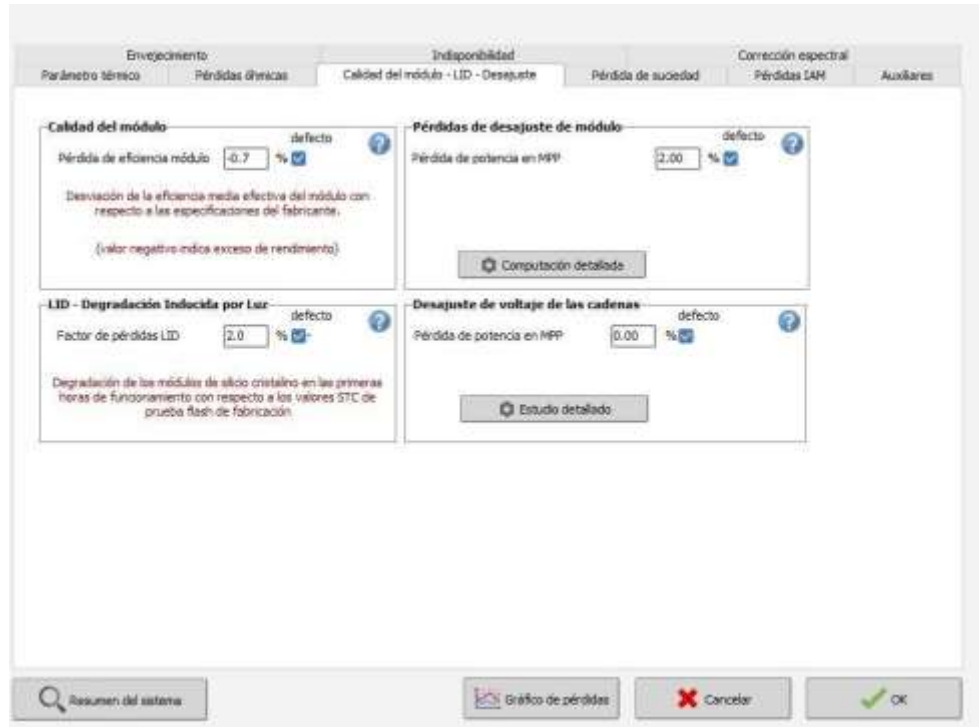 Envejecimiento
Indisponibilidad
Corrección espectral
Parámetro térmico
Pérdidas óhmicas
Calidad del módulo - LID - Desajuste
Pérdida de suciedad
Pérdidas IAM
Auxiliares
Calidad del módulo
defecto
Pérdida de eficiencia módulo -0.7 %
Desviación de la eficiencia media efectiva del módulo con
respecto a las especificaciones del fabricante.
(valor negativo indica exceso de rendimiento)
Pérdidas de desajuste de módulo
defecto
Pérdida de potencia en MPP 2.00 %
Computación detallada
LID - Degradación Inducida por Luz
defecto
Factor de pérdidas LID 2.0 %
Degradación de los módulos de silicio cristalino en las primeras
horas de funcionamiento con respecto a los valores STC de
prueba flash de fabricación
Desajuste de voltaje de las cadenas
defecto
Pérdida de potencia en MPP 0.00 %
Estudio detallado
Resumen del sistema
Gráfico de pérdidas
Cancelar
OK